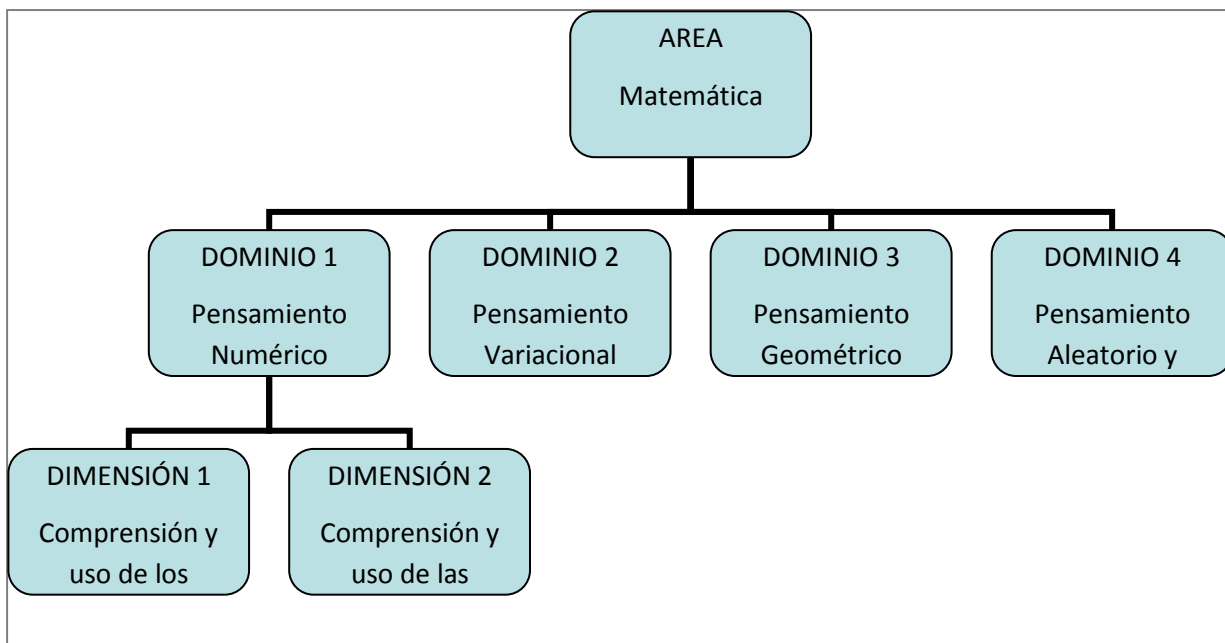 AREA
Matemática
DOMINIO 1
Pensamiento
Numérico
DOMINIO 2
Pensamiento
Variacional
DOMINIO 3
Pensamiento
Geométrico
DOMINIO 4
Pensamiento
Aleatorio y
DIMENSIÓN 1
Comprensión y
uso de los
DIMENSIÓN 2
Comprensión y
uso de las